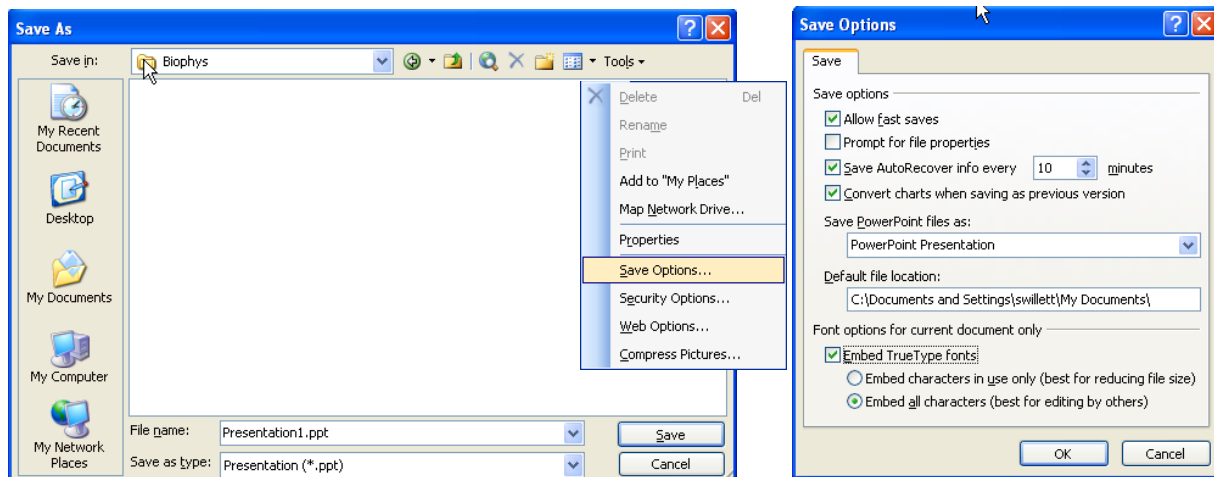 Save As
Save in:
Biophys
Tools
My Recent
Documents
Desktop
My Documents
My Computer
My Network
Places
Delete Del
Rename
Print
Add to "My Places"
Map Network Drive...
Properties
Save Options...
Security Options...
Web Options...
Compress Pictures...
File name: Presentation1.ppt Save
Save as type: Presentation (*.ppt) Cancel
Save Options
Save
Save options
Allow fast saves
Prompt for file properties
Save AutoRecover info every 10 minutes
Convert charts when saving as previous version
Save PowerPoint files as:
PowerPoint Presentation
Default file location:
C:\Documents and Settings\swillett\My Documents\
Font options for current document only
Embed TrueType fonts
Embed characters in use only (best for reducing file size)
Embed all characters (best for editing by others)
OK Cancel